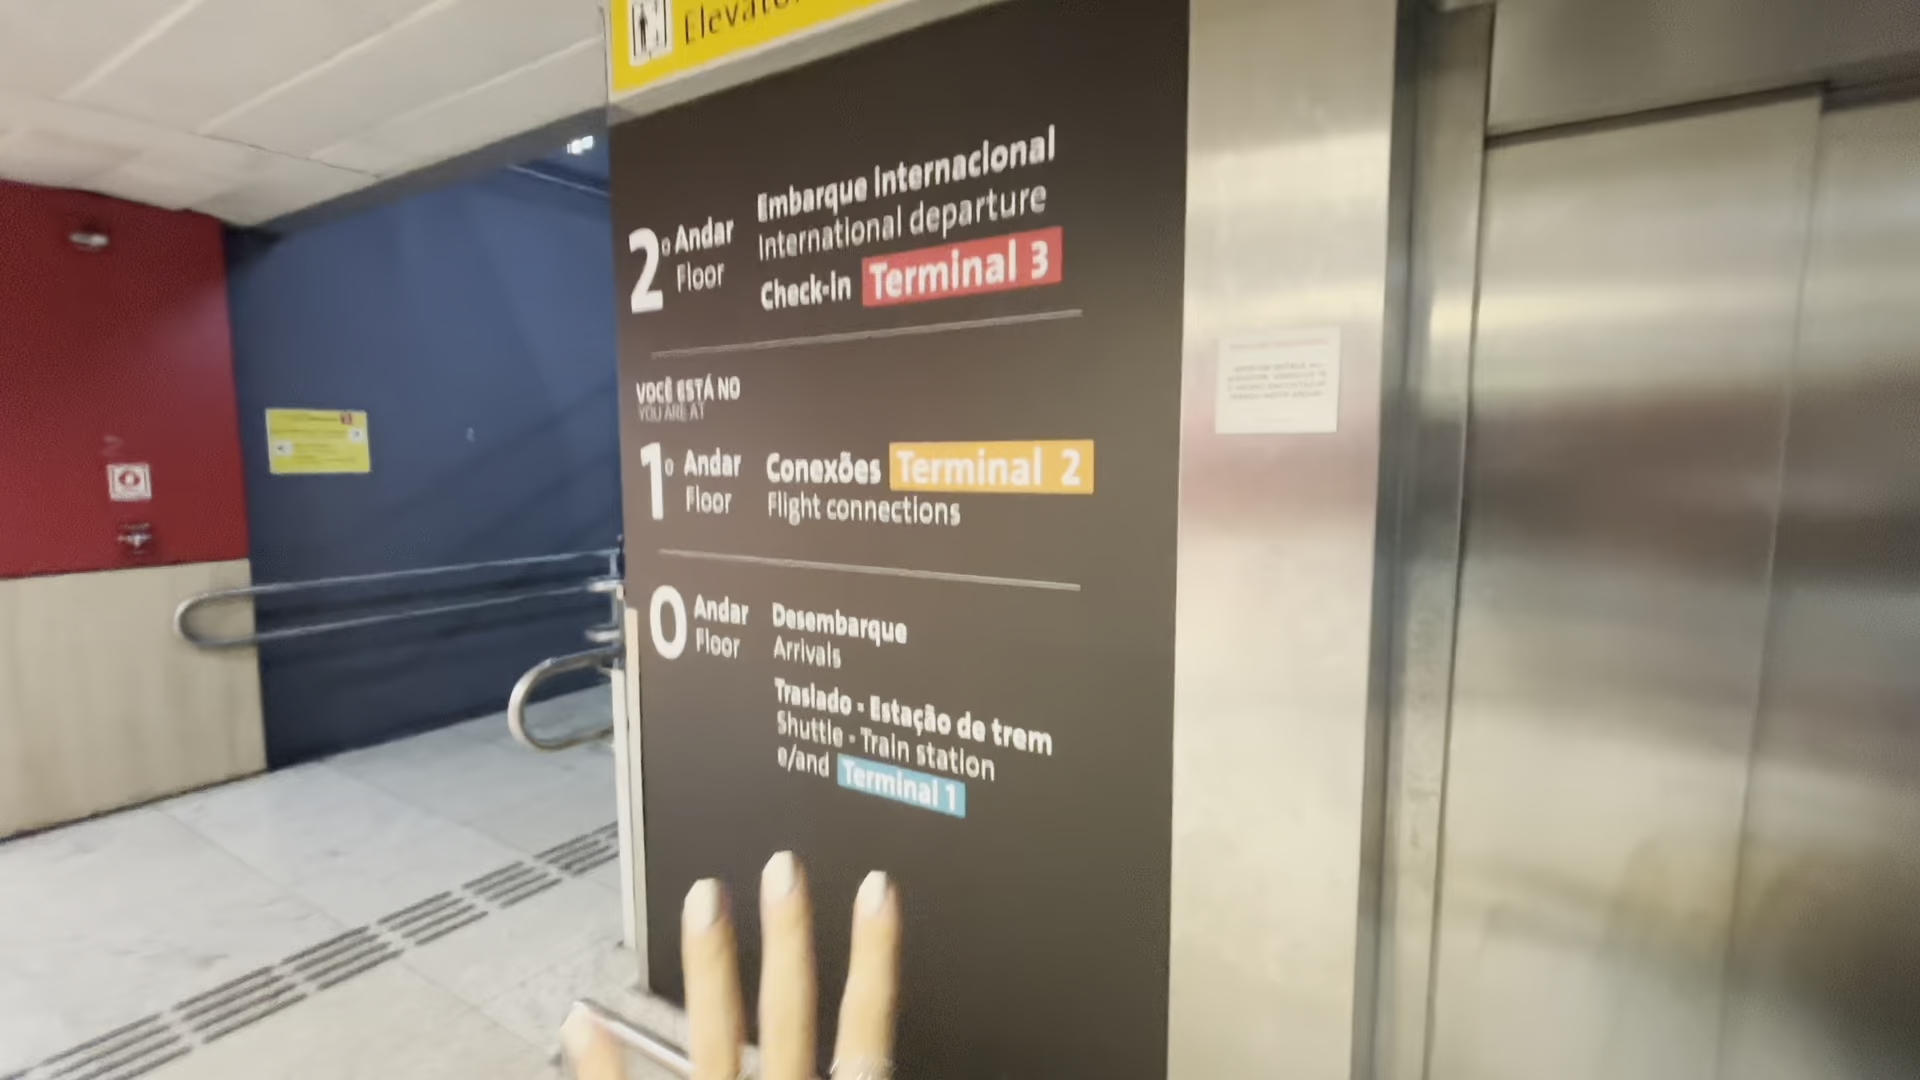 Elevator
2º Andar
Floor
Embarque internacional
International departure
Check-in Terminal 3
VOCÊ ESTÁ NO
YOU ARE AT
1º Andar
Floor
Conexões Terminal 2
Flight connections
0 Andar
Floor
Desembarque
Arrivals
Traslado - Estação de trem
Shuttle - Train station
e/and Terminal 1